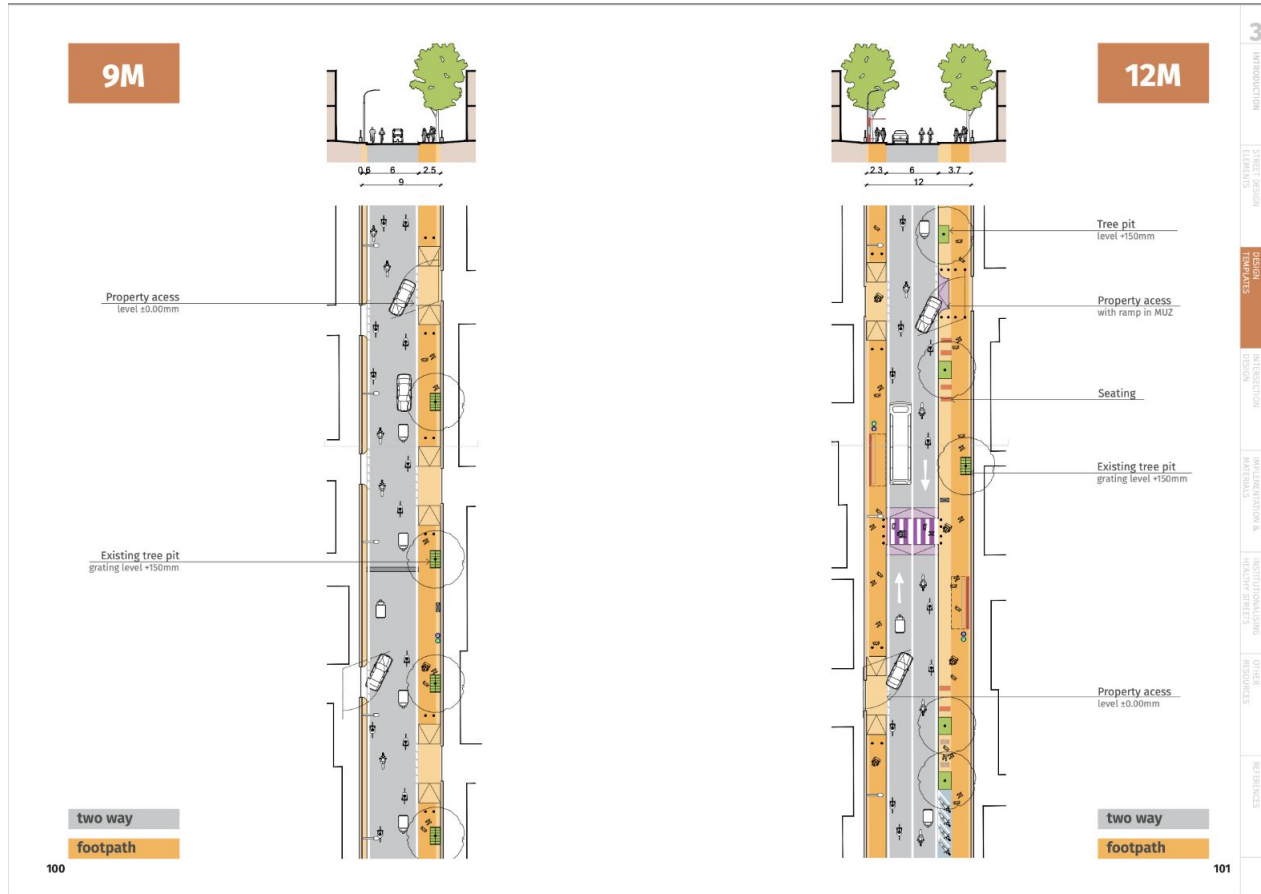 9M
0.6 6 2.5
9
Property acess
level ±0.00mm
Existing tree pit
grating level +150mm
two way
footpath
100
12M
2.3 6 3.7
12
Tree pit
level +150mm
Property acess
with ramp in MUZ
Seating
Existing tree pit
grating level +150mm
Property acess
level ±0.00mm
two way
footpath
101
3
INTRODUCTION
STREET DESIGN
ELEMENTS
DESIGN
TEMPLATES
INTERSECTION
DESIGN
IMPLEMENTATION &
MATERIALS
INSTITUTIONALISING
HEALTHY STREETS
OTHER
RESOURCES
REFERENCES